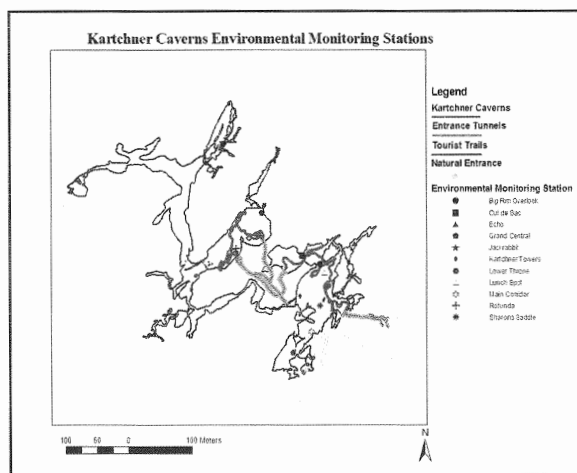 Kartchner Caverns Environmental Monitoring Stations
Legend
Kartchner Caverns
Entrance Tunnels
Tourist Trails
Natural Entrance
Environmental Monitoring Station
Big Rm Overlook
Cul de Sac
Echo
Grand Central
Jackrabbit
Kartchner Towers
Lower Throne
Lunch Spot
Main Corridor
Rotunda
Sharons Saddle
100 50 0 100 Meters
N